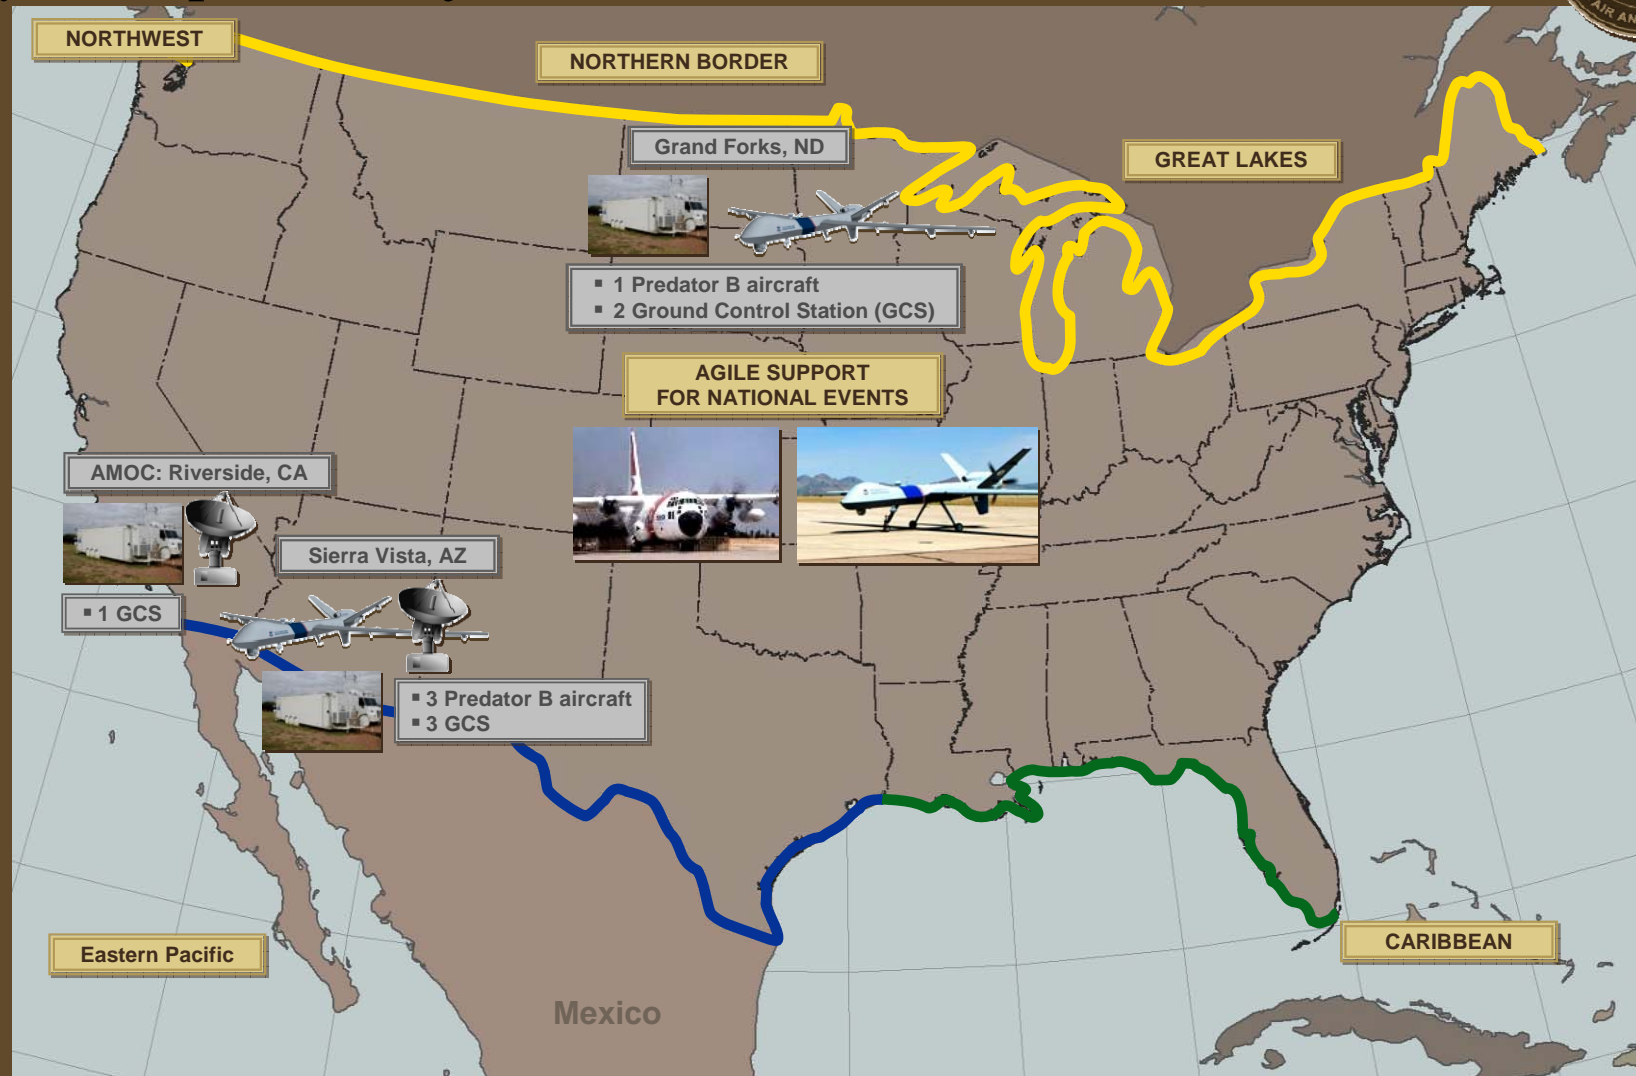 AIR AN
NORTHWEST
NORTHERN BORDER
Grand Forks, ND
GREAT LAKES
▪ 1 Predator B aircraft
▪ 2 Ground Control Station (GCS)
AGILE SUPPORT
FOR NATIONAL EVENTS
AMOC: Riverside, CA
Sierra Vista, AZ
▪ 1 GCS
▪ 3 Predator B aircraft
▪ 3 GCS
Eastern Pacific
CARIBBEAN
Mexico